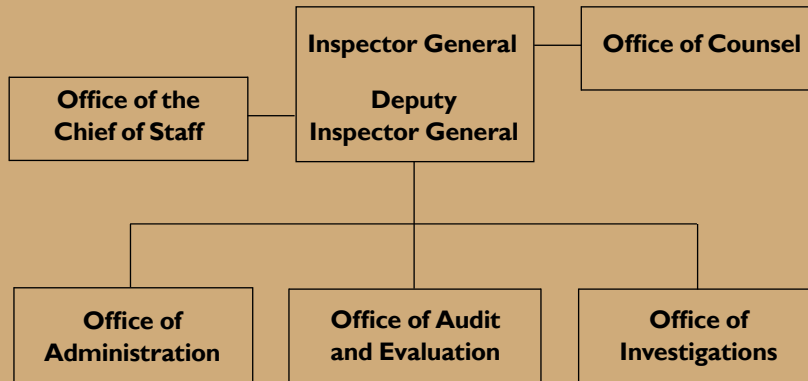 Inspector General
Deputy
Inspector General
Office of Counsel
Office of the
Chief of Staff
Office of
Administration
Office of Audit
and Evaluation
Office of
Investigations